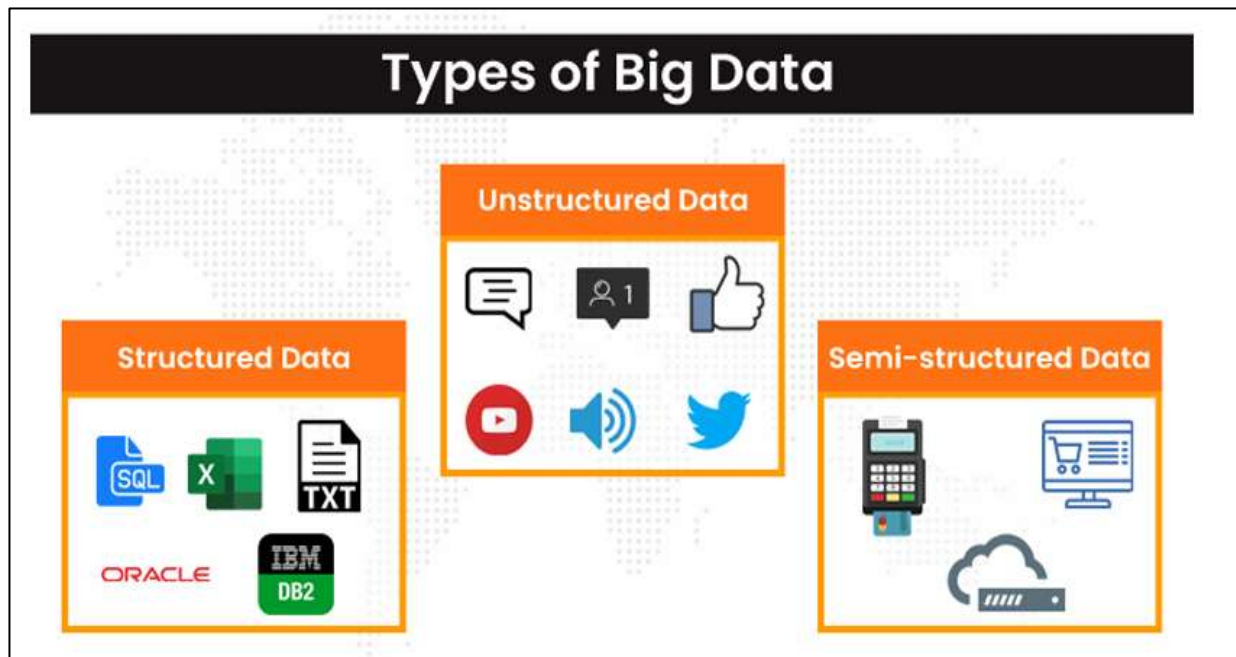 Types of Big Data
Unstructured Data
1
Structured Data
SQL
X
TXT
ORACLE
IBM
DB2
Semi-structured Data